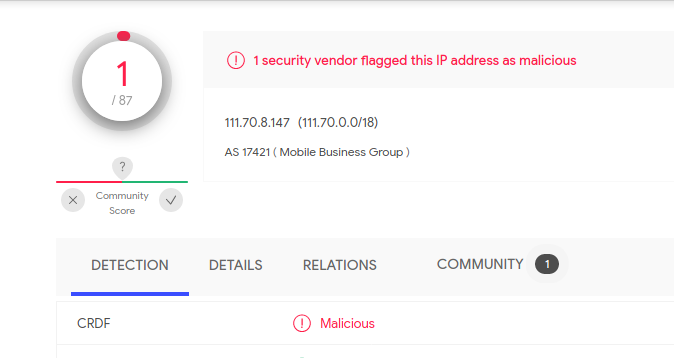 1
/ 87
1 security vendor flagged this IP address as malicious
111.70.8.147 (111.70.0.0/18)
AS 17421 ( Mobile Business Group )
?
Community
Score
DETECTION DETAILS RELATIONS COMMUNITY 1
CRDF Malicious